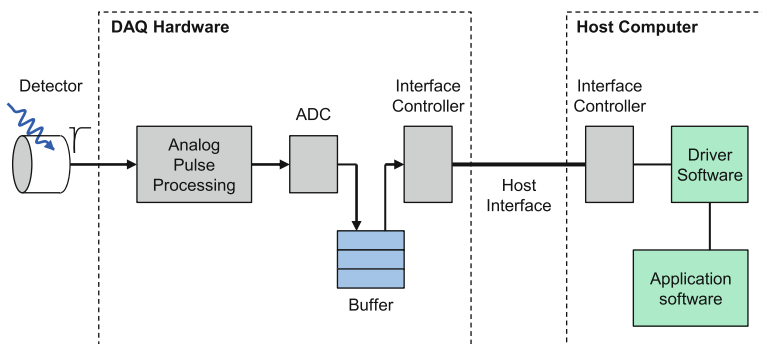 DAQ Hardware
Host Computer
Detector
Analog
Pulse
Processing
ADC
Interface
Controller
Buffer
Host
Interface
Interface
Controller
Driver
Software
Application
software